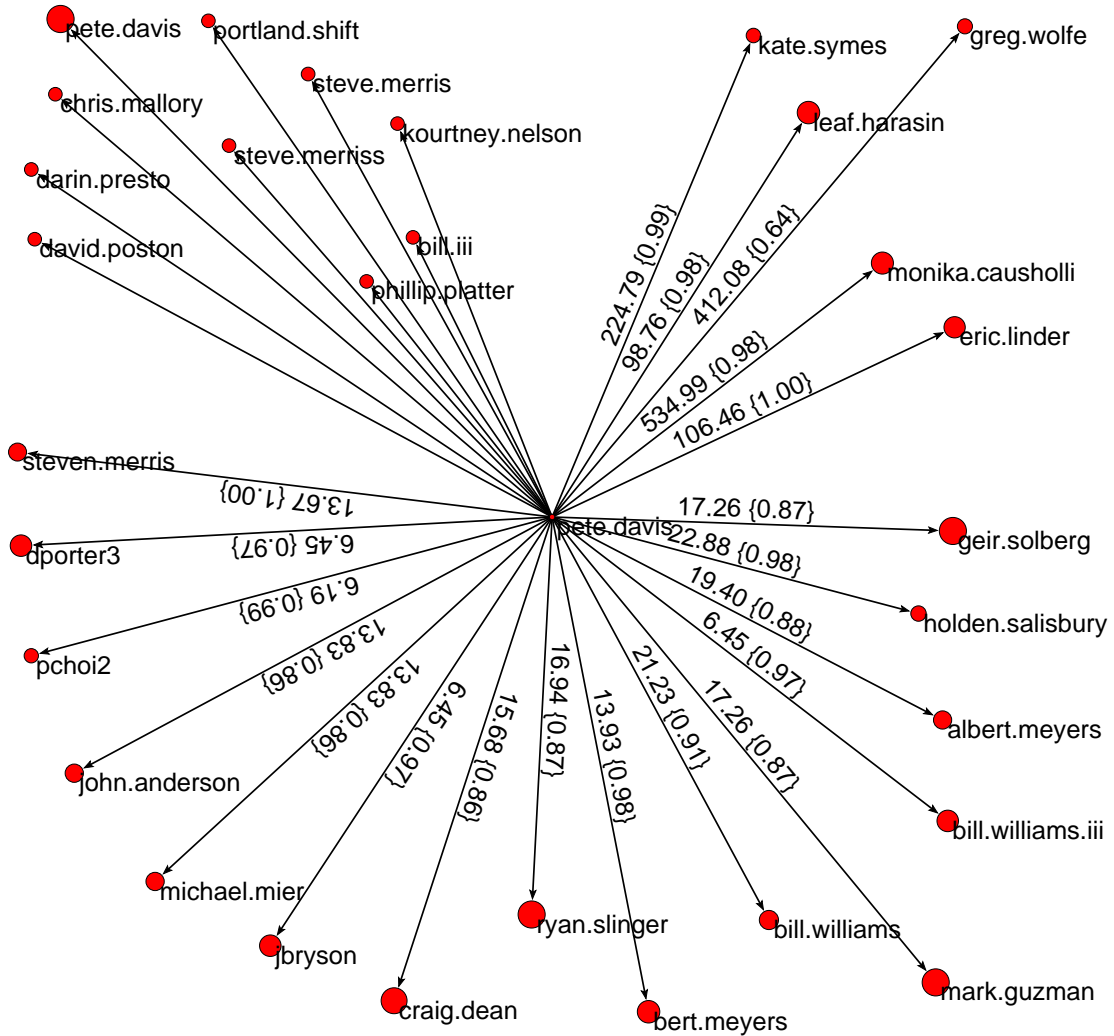 pete.davis
portland.shift
kate.symes
greg.wolfe
steve.merris
chris.mallory
leaf.harasin
kourtney.nelson
steve.merriss
darin.presto
david.poston
bill.iii
monika.causholli
phillip.platter
eric.linder
224.79 {0.99}
98.76 {0.98}
412.08 {0.64}
534.99 {0.98}
106.46 {1.00}
steven.merris
13.67 {1.00}
17.26 {0.87}
pete.davis
geir.solberg
dporter3
6.45 {0.97}
22.88 {0.98}
6.19 {0.99}
19.40 {0.88}
holden.salisbury
pchoi2
13.83 {0.86}
6.45 {0.97}
13.83 {0.86}
6.45 {0.97}
15.68 {0.86}
16.94 {0.87}
13.93 {0.98}
21.23 {0.91}
17.26 {0.87}
albert.meyers
john.anderson
bill.williams.iii
michael.mier
ryan.slinger
bill.williams
jbryson
mark.guzman
craig.dean
bert.meyers